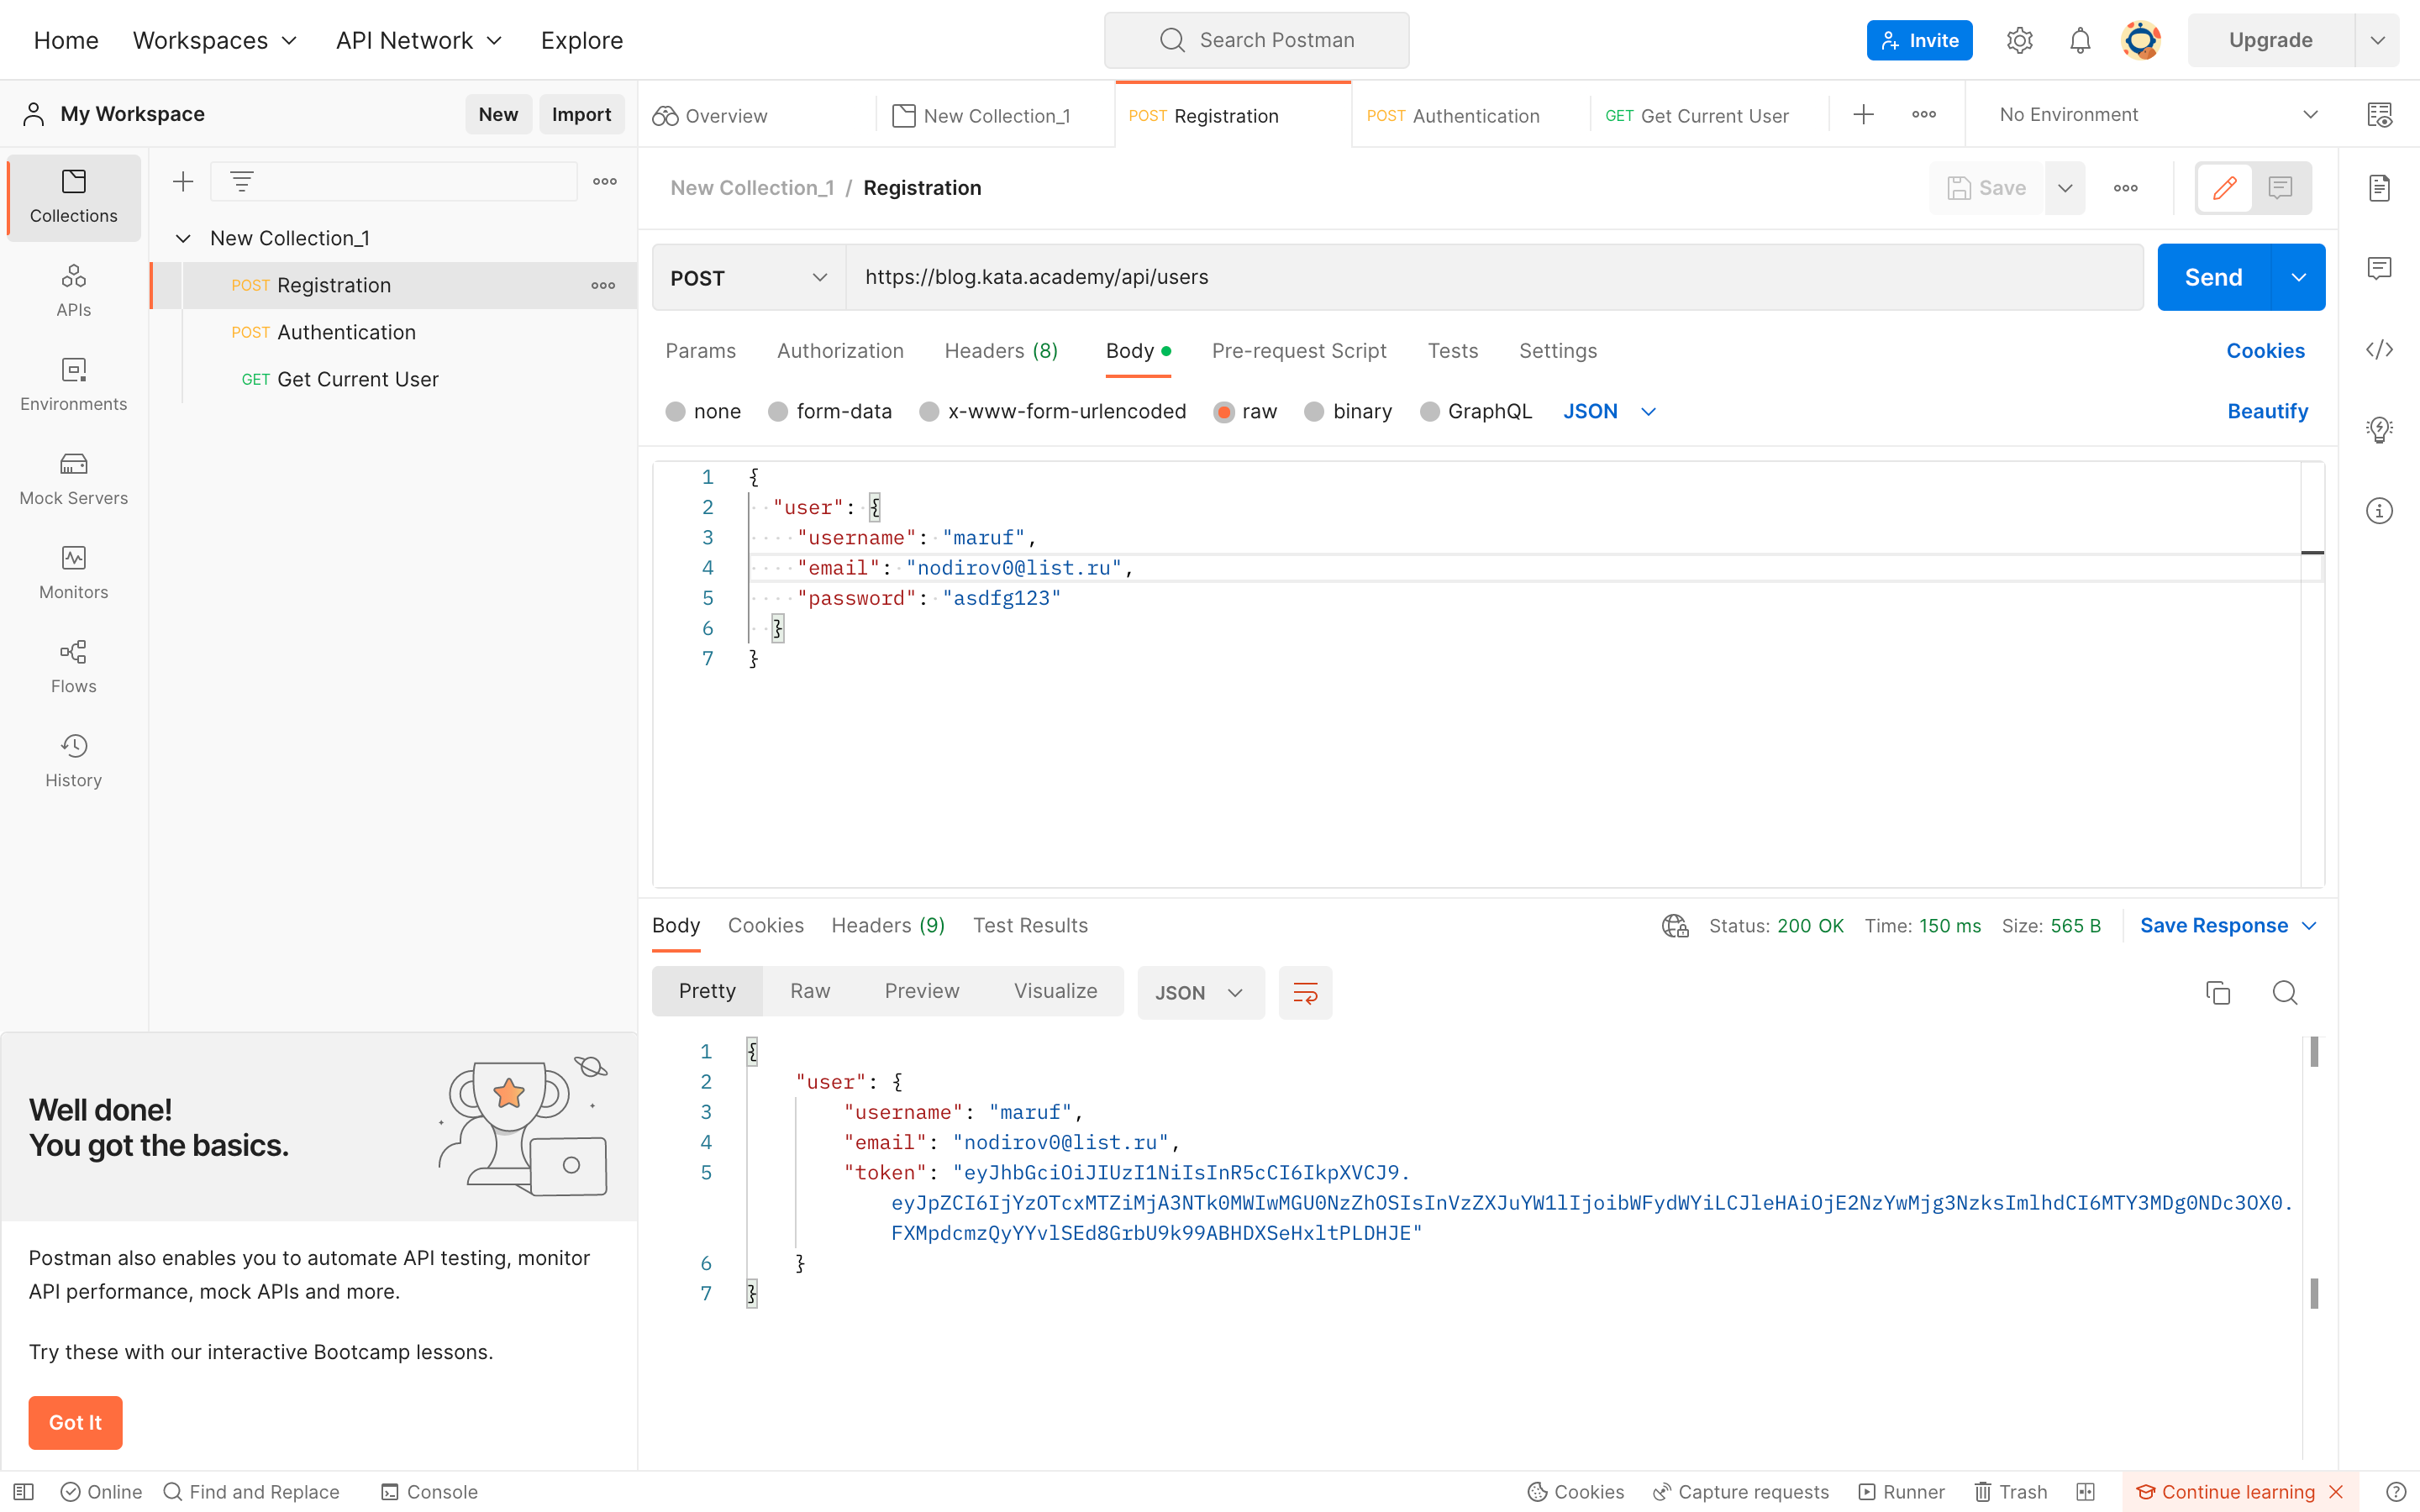 Home Workspaces API Network Explore Search Postman Invite Upgrade
My Workspace New Import Overview New Collection_1 POST Registration POST Authentication GET Get Current User No Environment
Collections
APIs
Environments
Mock Servers
Monitors
Flows
History
New Collection_1
POST Registration
POST Authentication
GET Get Current User
New Collection_1 / Registration Save
POST https://blog.kata.academy/api/users Send
Params Authorization Headers (8) Body Pre-request Script Tests Settings Cookies
none form-data x-www-form-urlencoded raw binary GraphQL JSON Beautify
1 {
2 "user": {
3 "username": "maruf",
4 "email": "nodirov0@list.ru",
5 "password": "asdfg123"
6 }
7 }
Body Cookies Headers (9) Test Results Status: 200 OK Time: 150 ms Size: 565 B Save Response
Pretty Raw Preview Visualize JSON
1 {
2 "user": {
3 "username": "maruf",
4 "email": "nodirov0@list.ru",
5 "token": "eyJhbGciOiJIUzI1NiIsInR5cCI6IkpXVCJ9.
eyJpZCI6IjYzOTcxMTZiMjA3NTk0MWIwMGU0NzZhOSIsInVzZXJuYW1lIjoibWFydWYiLCJleHAiOjE2NzYwMjg3NzksImlhdCI6MTY3MDg0NDc3OX0.
FXMpdcmzQyYYvlSEd8GrbU9k99ABHDXSeHxltPLDHJE"
6 }
7 }
Well done!
You got the basics.
Postman also enables you to automate API testing, monitor
API performance, mock APIs and more.
Try these with our interactive Bootcamp lessons.
Got It
Online Find and Replace Console Cookies Capture requests Runner Trash Continue learning